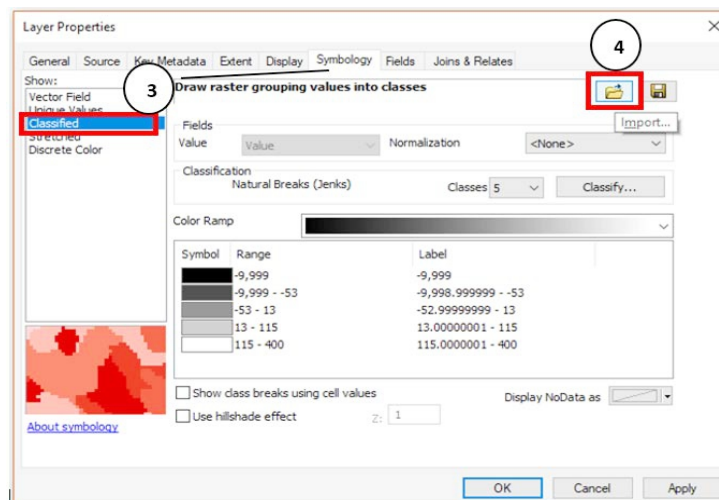 Layer Properties
4
General Source Key Metadata Extent Display Symbology Fields Joins & Relates
Show:
3
Draw raster grouping values into classes
Vector Field
Unique Values
Classified
Stretched
Discrete Color
Import...
Fields
Value Value Normalization <None>
Classification
Natural Breaks (Jenks) Classes 5 Classify...
Color Ramp
Symbol Range Label
-9,999 -9,999
-9,999 - -53 -9,998.999999 - -53
-53 - 13 -52.99999999 - 13
13 - 115 13.00000001 - 115
115 - 400 115.0000001 - 400
Show class breaks using cell values Display NoData as
Use hillshade effect Z: 1
About symbology
OK Cancel Apply